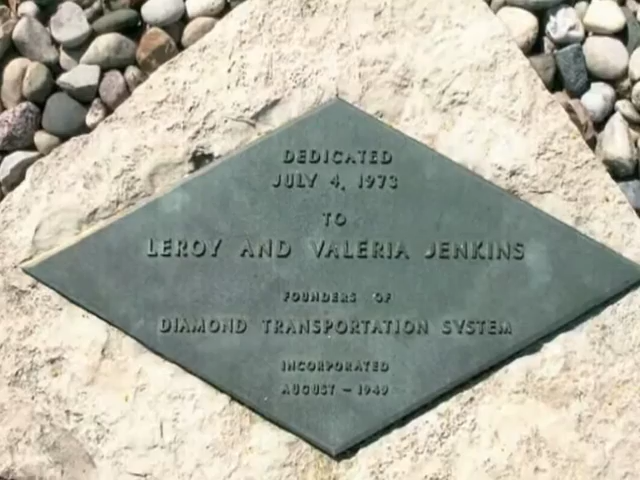 DEDICATED
JULY 4, 1973
TO
LEROY AND VALERIA JENKINS
FOUNDERS OF
DIAMOND TRANSPORTATION SYSTEM
INCORPORATED
AUGUST - 1949